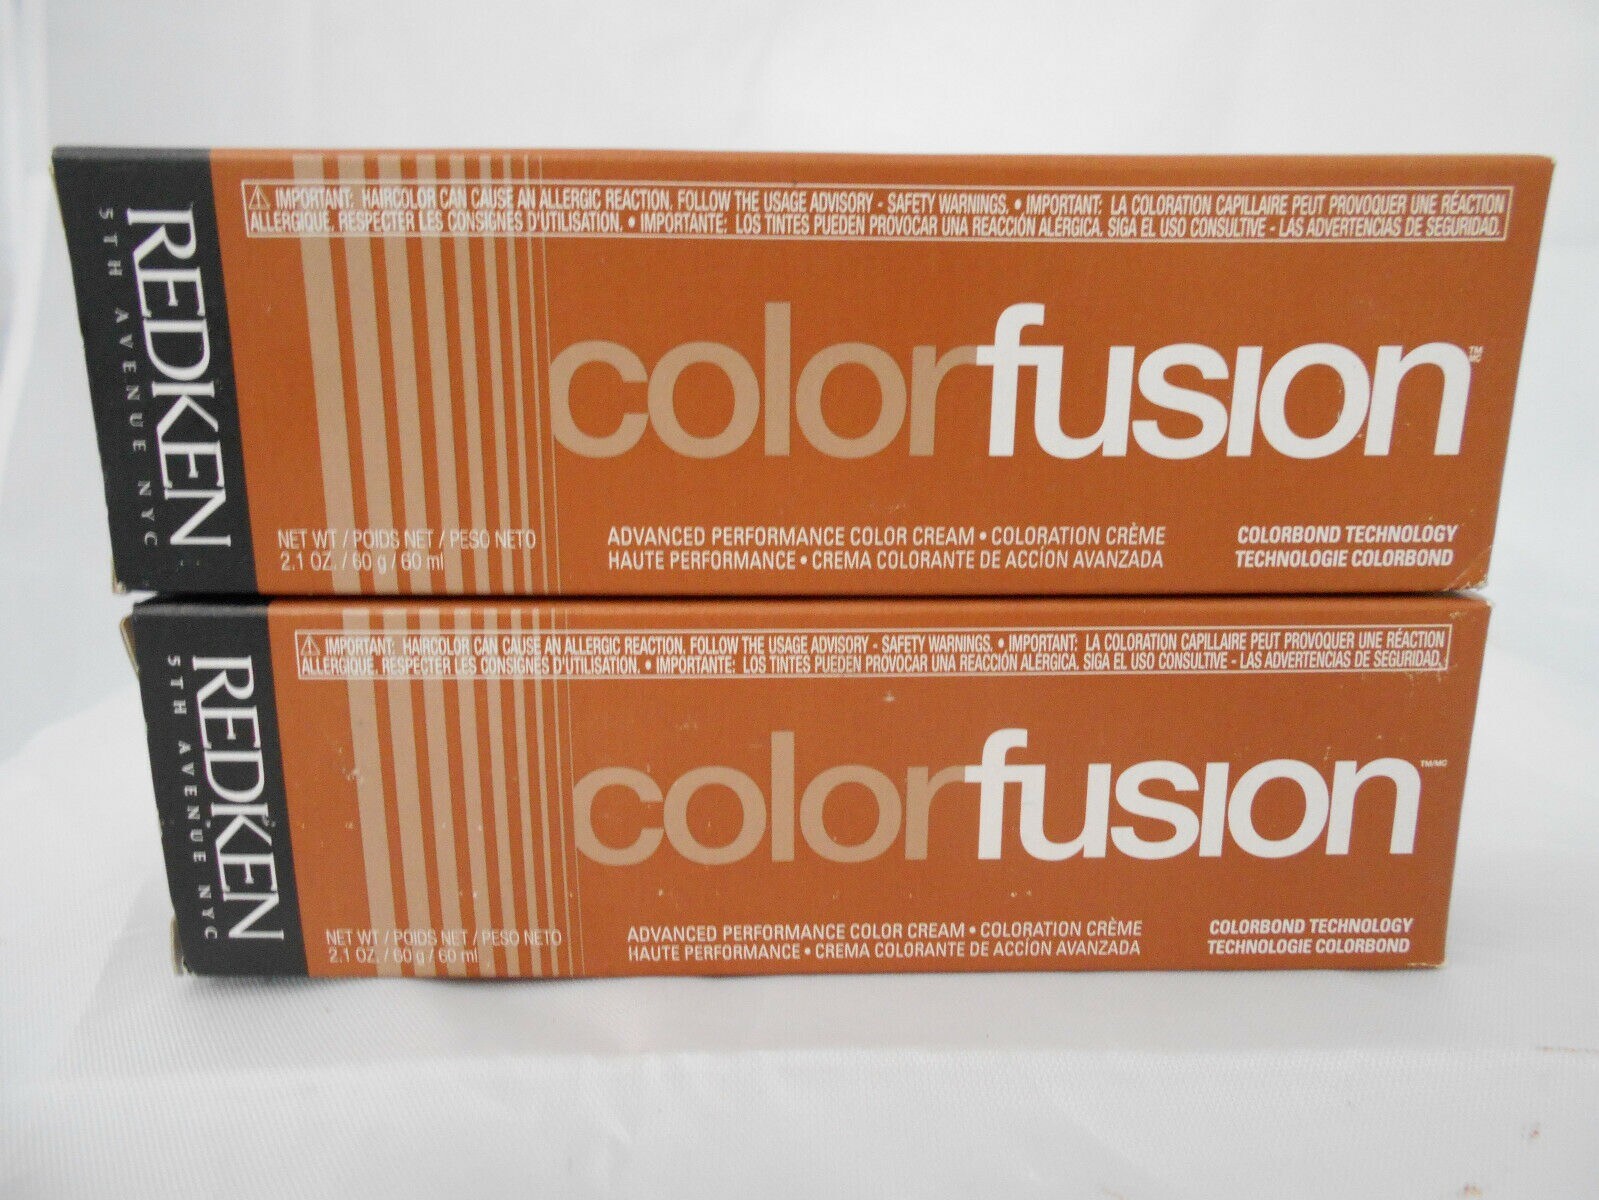 REDKEN
5TH AVENUE NYC
⚠ IMPORTANT: HAIRCOLOR CAN CAUSE AN ALLERGIC REACTION. FOLLOW THE USAGE ADVISORY - SAFETY WARNINGS. • IMPORTANT: LA COLORATION CAPILLAIRE PEUT PROVOQUER UNE RÉACTION
ALLERGIQUE. RESPECTER LES CONSIGNES D'UTILISATION. • IMPORTANTE: LOS TINTES PUEDEN PROVOCAR UNA REACCIÓN ALÉRGICA. SIGA EL USO CONSULTIVE - LAS ADVERTENCIAS DE SEGURIDAD.
colorfusion™ MC
NET WT / POIDS NET / PESO NETO
2.1 OZ. / 60 g / 60 ml
ADVANCED PERFORMANCE COLOR CREAM • COLORATION CRÈME
HAUTE PERFORMANCE • CREMA COLORANTE DE ACCÍON AVANZADA
COLORBOND TECHNOLOGY
TECHNOLOGIE COLORBOND
REDKEN
5TH AVENUE NYC
⚠ IMPORTANT: HAIRCOLOR CAN CAUSE AN ALLERGIC REACTION. FOLLOW THE USAGE ADVISORY - SAFETY WARNINGS. • IMPORTANT: LA COLORATION CAPILLAIRE PEUT PROVOQUER UNE RÉACTION
ALLERGIQUE. RESPECTER LES CONSIGNES D'UTILISATION. • IMPORTANTE: LOS TINTES PUEDEN PROVOCAR UNA REACCIÓN ALÉRGICA. SIGA EL USO CONSULTIVE - LAS ADVERTENCIAS DE SEGURIDAD.
colorfusion TM/MC
NET WT / POIDS NET / PESO NETO
2.1 OZ. / 60 g / 60 ml
ADVANCED PERFORMANCE COLOR CREAM • COLORATION CRÈME
HAUTE PERFORMANCE • CREMA COLORANTE DE ACCÍON AVANZADA
COLORBOND TECHNOLOGY
TECHNOLOGIE COLORBOND